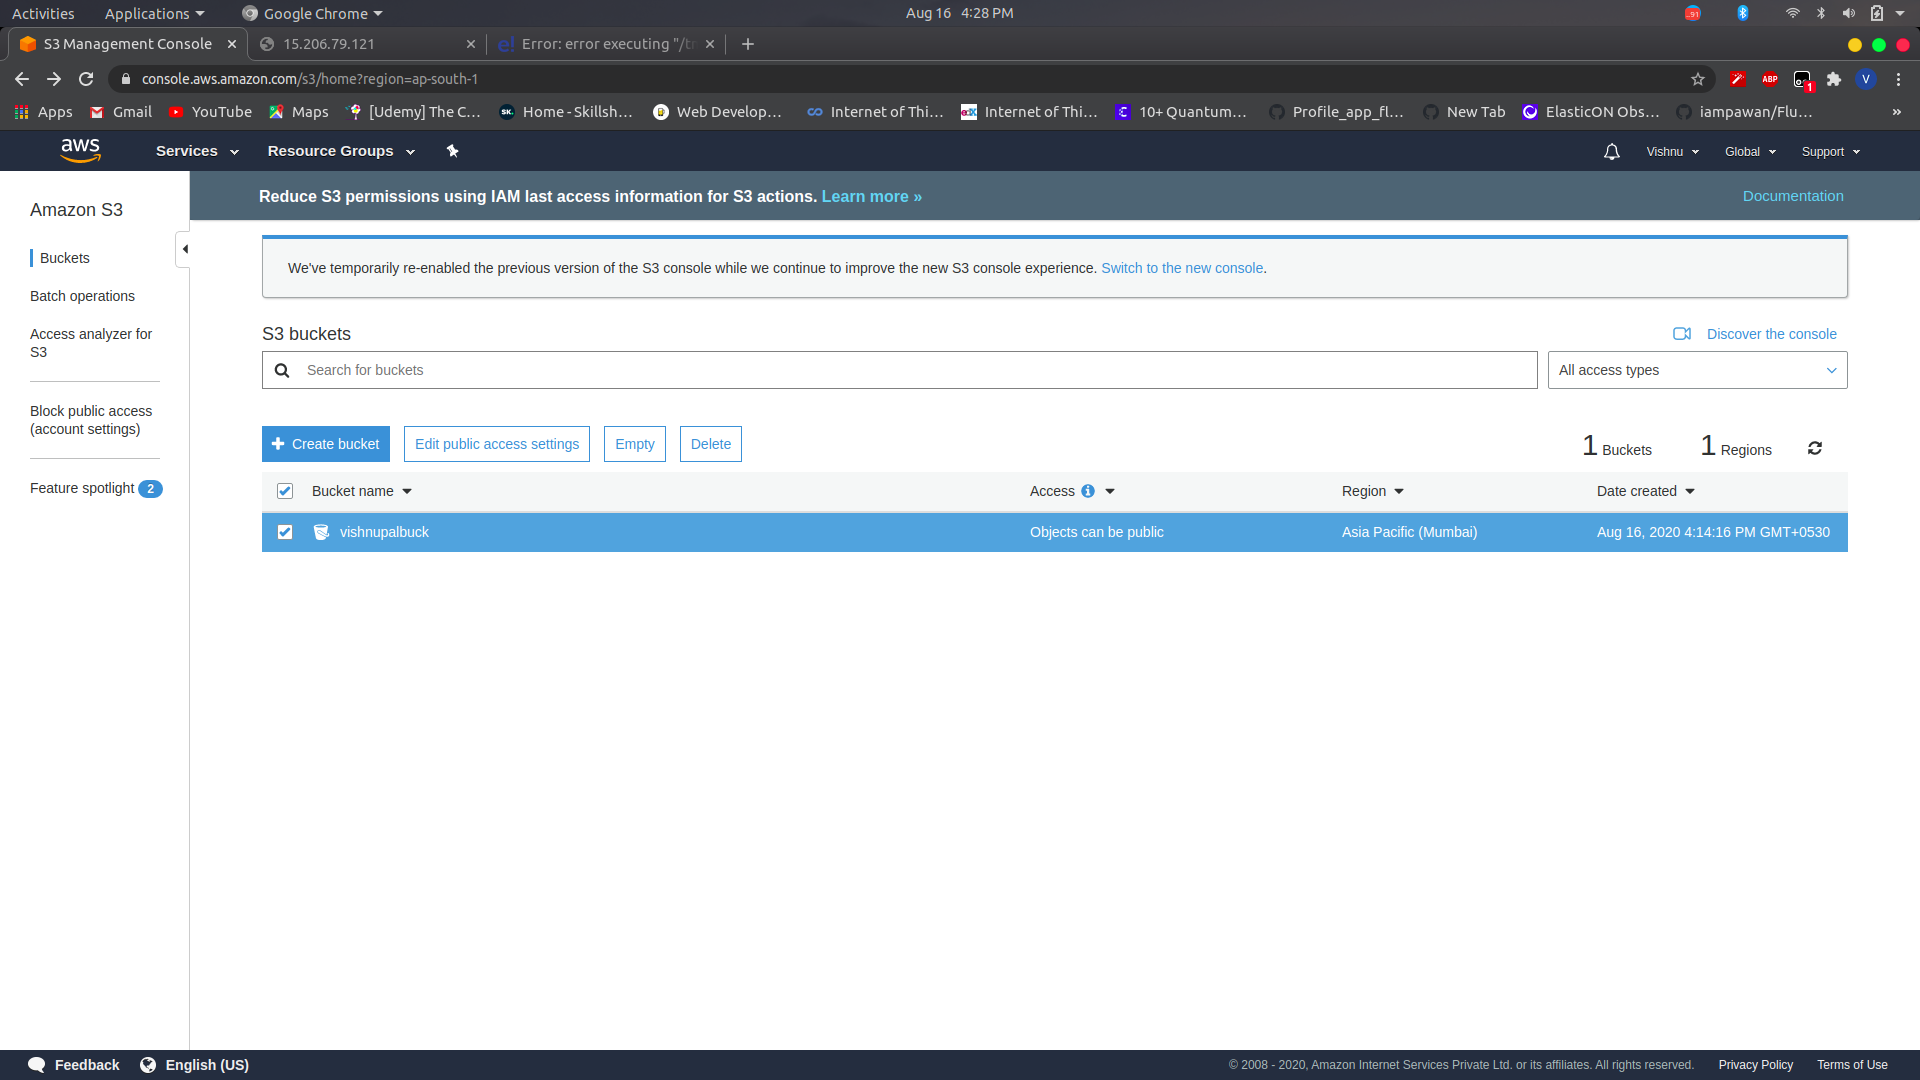 Activities Applications Google Chrome Aug 16 4:28 PM
S3 Management Console 15.206.79.121 Error: error executing "/t
console.aws.amazon.com/s3/home?region=ap-south-1 ABP 1 V
Apps Gmail YouTube Maps [Udemy] The C... Home - Skillsh... Web Develop... Internet of Thi... Internet of Thi... 10+ Quantum... Profile_app_fl... New Tab ElasticON Obs... iampawan/Flu... »
aws Services Resource Groups Vishnu Global Support
Reduce S3 permissions using IAM last access information for S3 actions. Learn more » Documentation
Amazon S3
Buckets
Batch operations
Access analyzer for
S3
Block public access
(account settings)
Feature spotlight 2
We've temporarily re-enabled the previous version of the S3 console while we continue to improve the new S3 console experience. Switch to the new console.
S3 buckets Discover the console
Search for buckets All access types
Create bucket Edit public access settings Empty Delete 1 Buckets 1 Regions
Bucket name Access Region Date created
vishnupalbuck Objects can be public Asia Pacific (Mumbai) Aug 16, 2020 4:14:16 PM GMT+0530
Feedback English (US) © 2008 - 2020, Amazon Internet Services Private Ltd. or its affiliates. All rights reserved. Privacy Policy Terms of Use